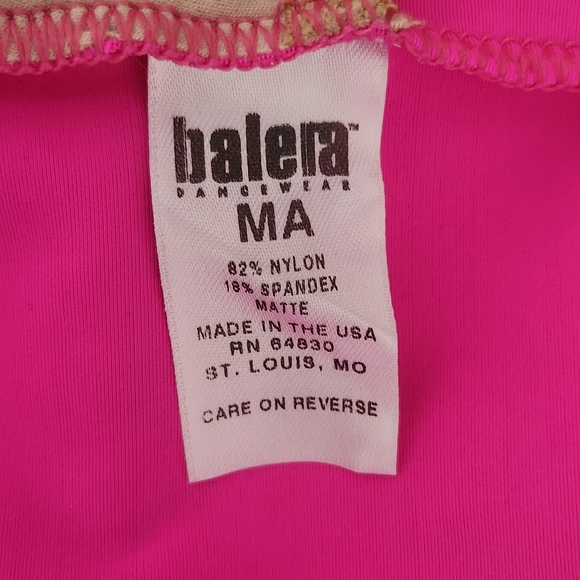 balera™
DANCEWEAR
MA
82% NYLON
18% SPANDEX
MATTE
MADE IN THE USA
RN 64830
ST. LOUIS, MO
CARE ON REVERSE